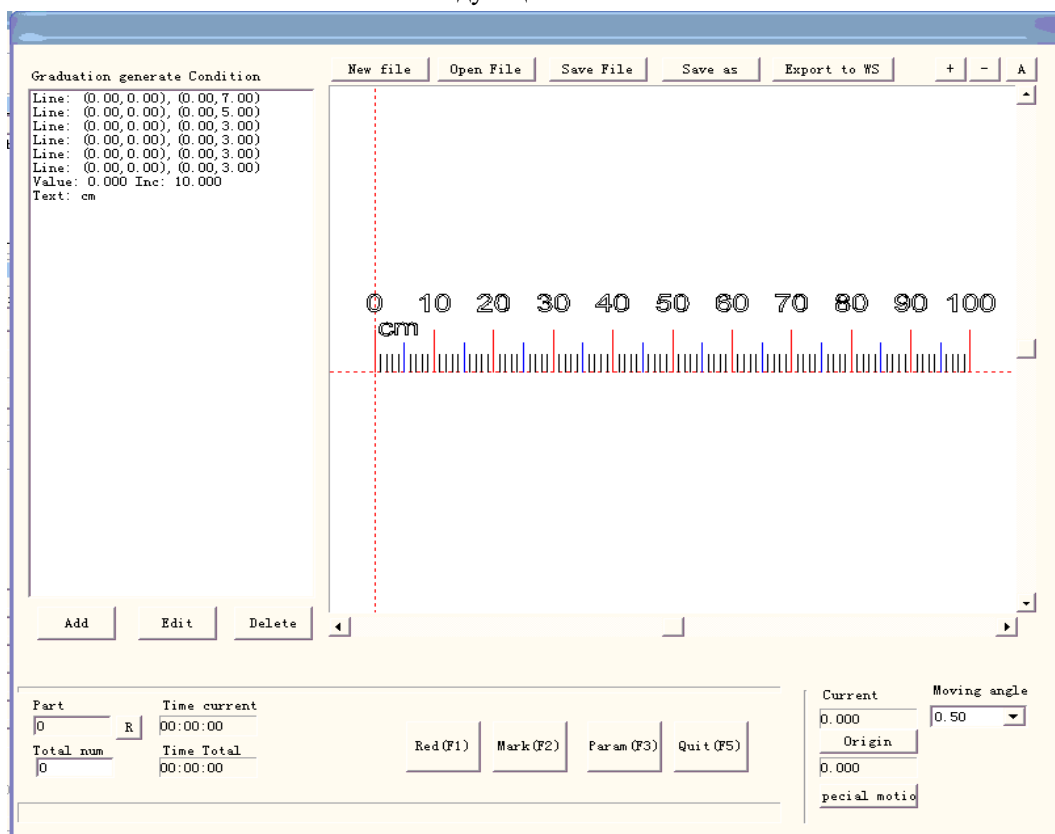 New file Open File Save File Save as Export to WS + - A
Graduation generate Condition
Line: (0.00,0.00), (0.00,7.00)
Line: (0.00,0.00), (0.00,5.00)
Line: (0.00,0.00), (0.00,3.00)
Line: (0.00,0.00), (0.00,3.00)
Line: (0.00,0.00), (0.00,3.00)
Line: (0.00,0.00), (0.00,3.00)
Value: 0.000 Inc: 10.000
Text: cm
0 10 20 30 40 50 60 70 80 90 100
cm
Add Edit Delete
Part Time current
0 R 00:00:00
Total num Time Total
0 00:00:00
Red(F1) Mark(F2) Param(F3) Quit(F5)
Current Moving angle
0.000 0.50
Origin
0.000
pecial motio